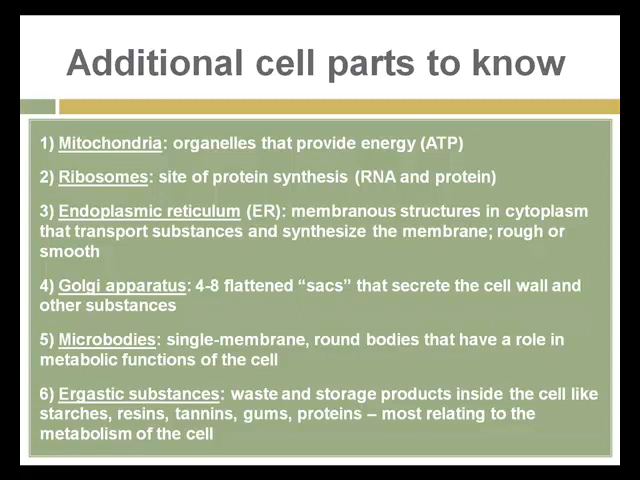 Additional cell parts to know
1) Mitochondria: organelles that provide energy (ATP)
2) Ribosomes: site of protein synthesis (RNA and protein)
3) Endoplasmic reticulum (ER): membranous structures in cytoplasm
that transport substances and synthesize the membrane; rough or
smooth
4) Golgi apparatus: 4-8 flattened “sacs” that secrete the cell wall and
other substances
5) Microbodies: single-membrane, round bodies that have a role in
metabolic functions of the cell
6) Ergastic substances: waste and storage products inside the cell like
starches, resins, tannins, gums, proteins – most relating to the
metabolism of the cell